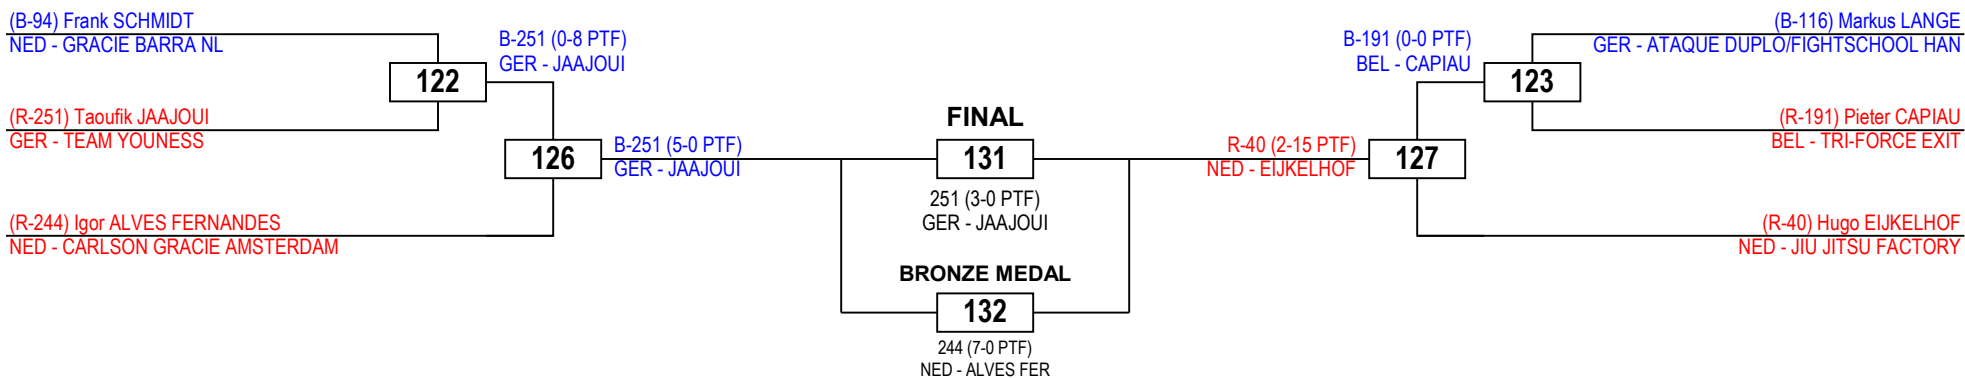 (B-94) Frank SCHMIDT
NED - GRACIE BARRA NL
B-251 (0-8 PTF)
GER - JAAJOUI
122
(R-251) Taoufik JAAJOUI
GER - TEAM YOUNESS
126
B-251 (5-0 PTF)
GER - JAAJOUI
(R-244) Igor ALVES FERNANDES
NED - CARLSON GRACIE AMSTERDAM
FINAL
131
251 (3-0 PTF)
GER - JAAJOUI
BRONZE MEDAL
132
244 (7-0 PTF)
NED - ALVES FER
(B-116) Markus LANGE
GER - ATAQUE DUPLO/FIGHTSCHOOL HAN
B-191 (0-0 PTF)
BEL - CAPIAU
123
(R-191) Pieter CAPIAU
BEL - TRI-FORCE EXIT
R-40 (2-15 PTF)
NED - EIJKELHOF
127
(R-40) Hugo EIJKELHOF
NED - JIU JITSU FACTORY